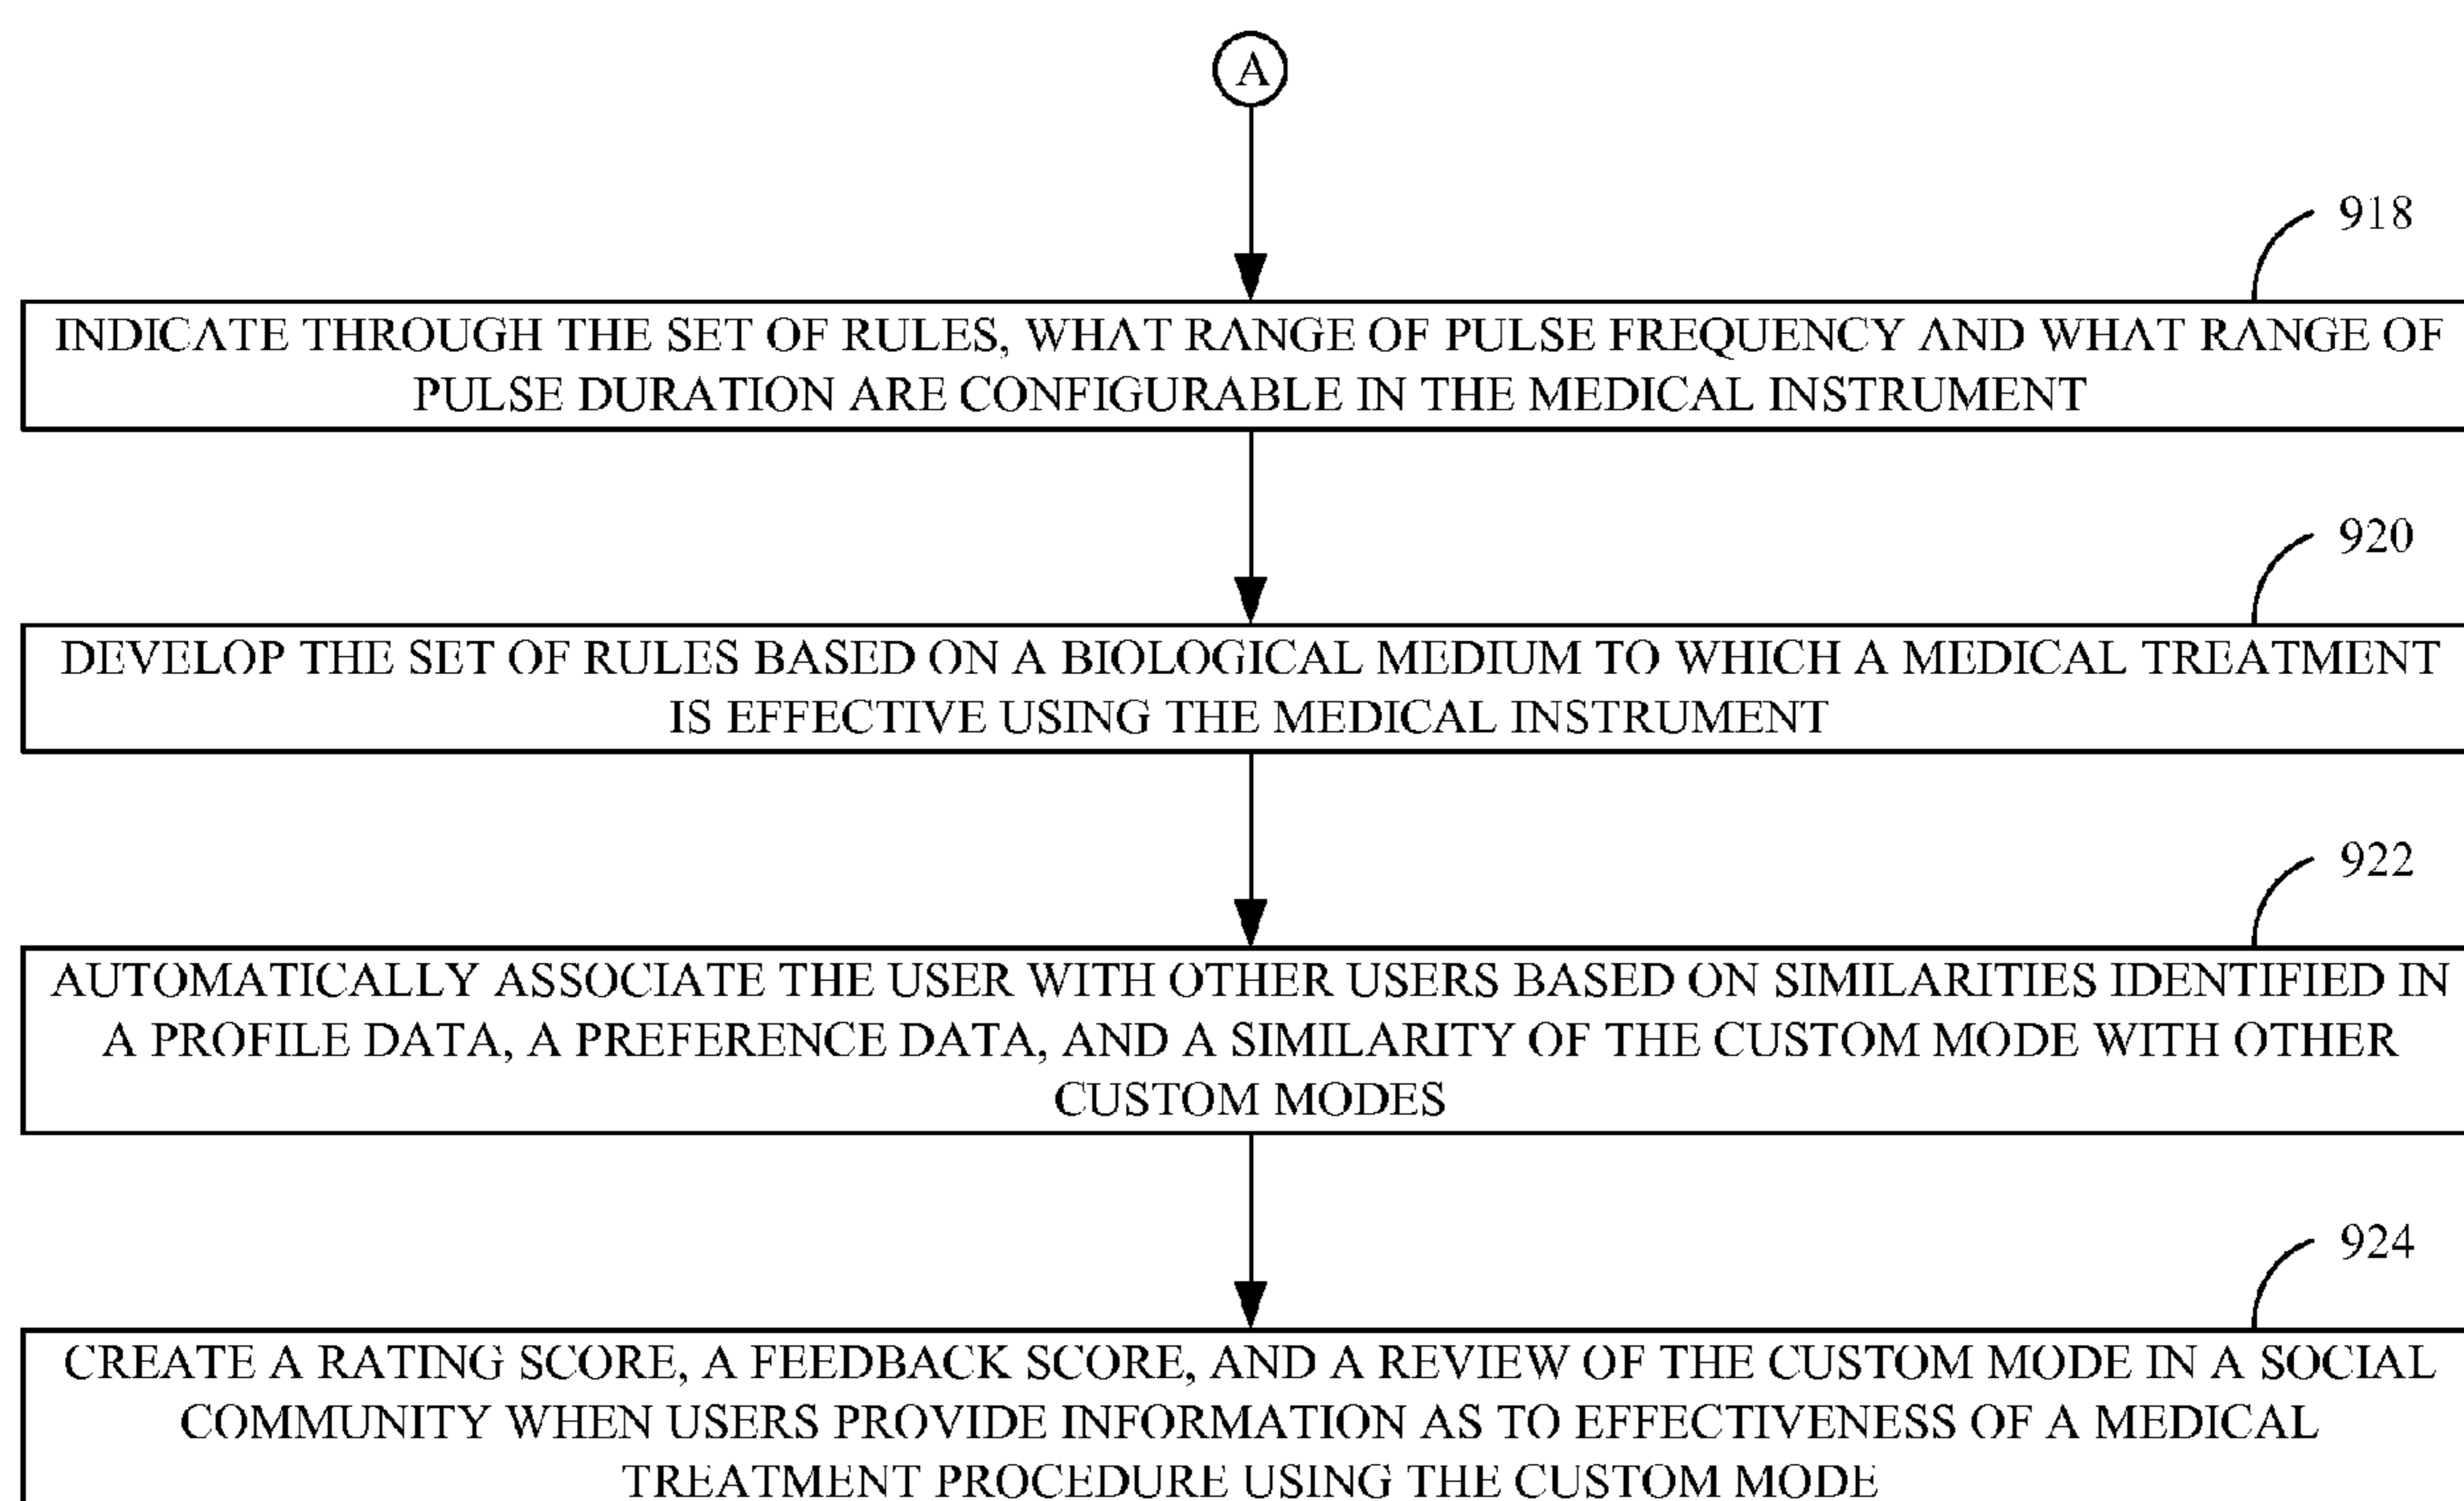 A
918
INDICATE THROUGH THE SET OF RULES, WHAT RANGE OF PULSE FREQUENCY AND WHAT RANGE OF
PULSE DURATION ARE CONFIGURABLE IN THE MEDICAL INSTRUMENT
920
DEVELOP THE SET OF RULES BASED ON A BIOLOGICAL MEDIUM TO WHICH A MEDICAL TREATMENT
IS EFFECTIVE USING THE MEDICAL INSTRUMENT
922
AUTOMATICALLY ASSOCIATE THE USER WITH OTHER USERS BASED ON SIMILARITIES IDENTIFIED IN
A PROFILE DATA, A PREFERENCE DATA, AND A SIMILARITY OF THE CUSTOM MODE WITH OTHER
CUSTOM MODES
924
CREATE A RATING SCORE, A FEEDBACK SCORE, AND A REVIEW OF THE CUSTOM MODE IN A SOCIAL
COMMUNITY WHEN USERS PROVIDE INFORMATION AS TO EFFECTIVENESS OF A MEDICAL
TREATMENT PROCEDURE USING THE CUSTOM MODE